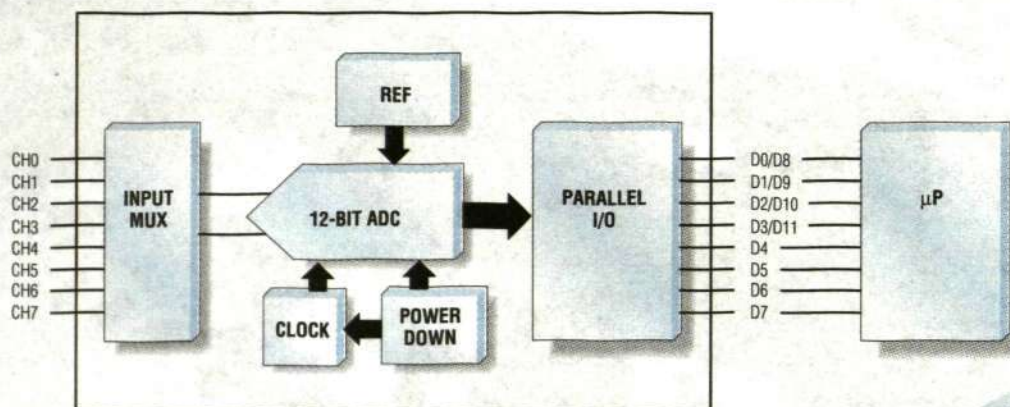 REF
CH0
CH1
CH2
CH3
CH4
CH5
CH6
CH7
INPUT
MUX
12-BIT ADC
CLOCK
POWER
DOWN
PARALLEL
I/O
D0/D8
D1/D9
D2/D10
D3/D11
D4
D5
D6
D7
µP